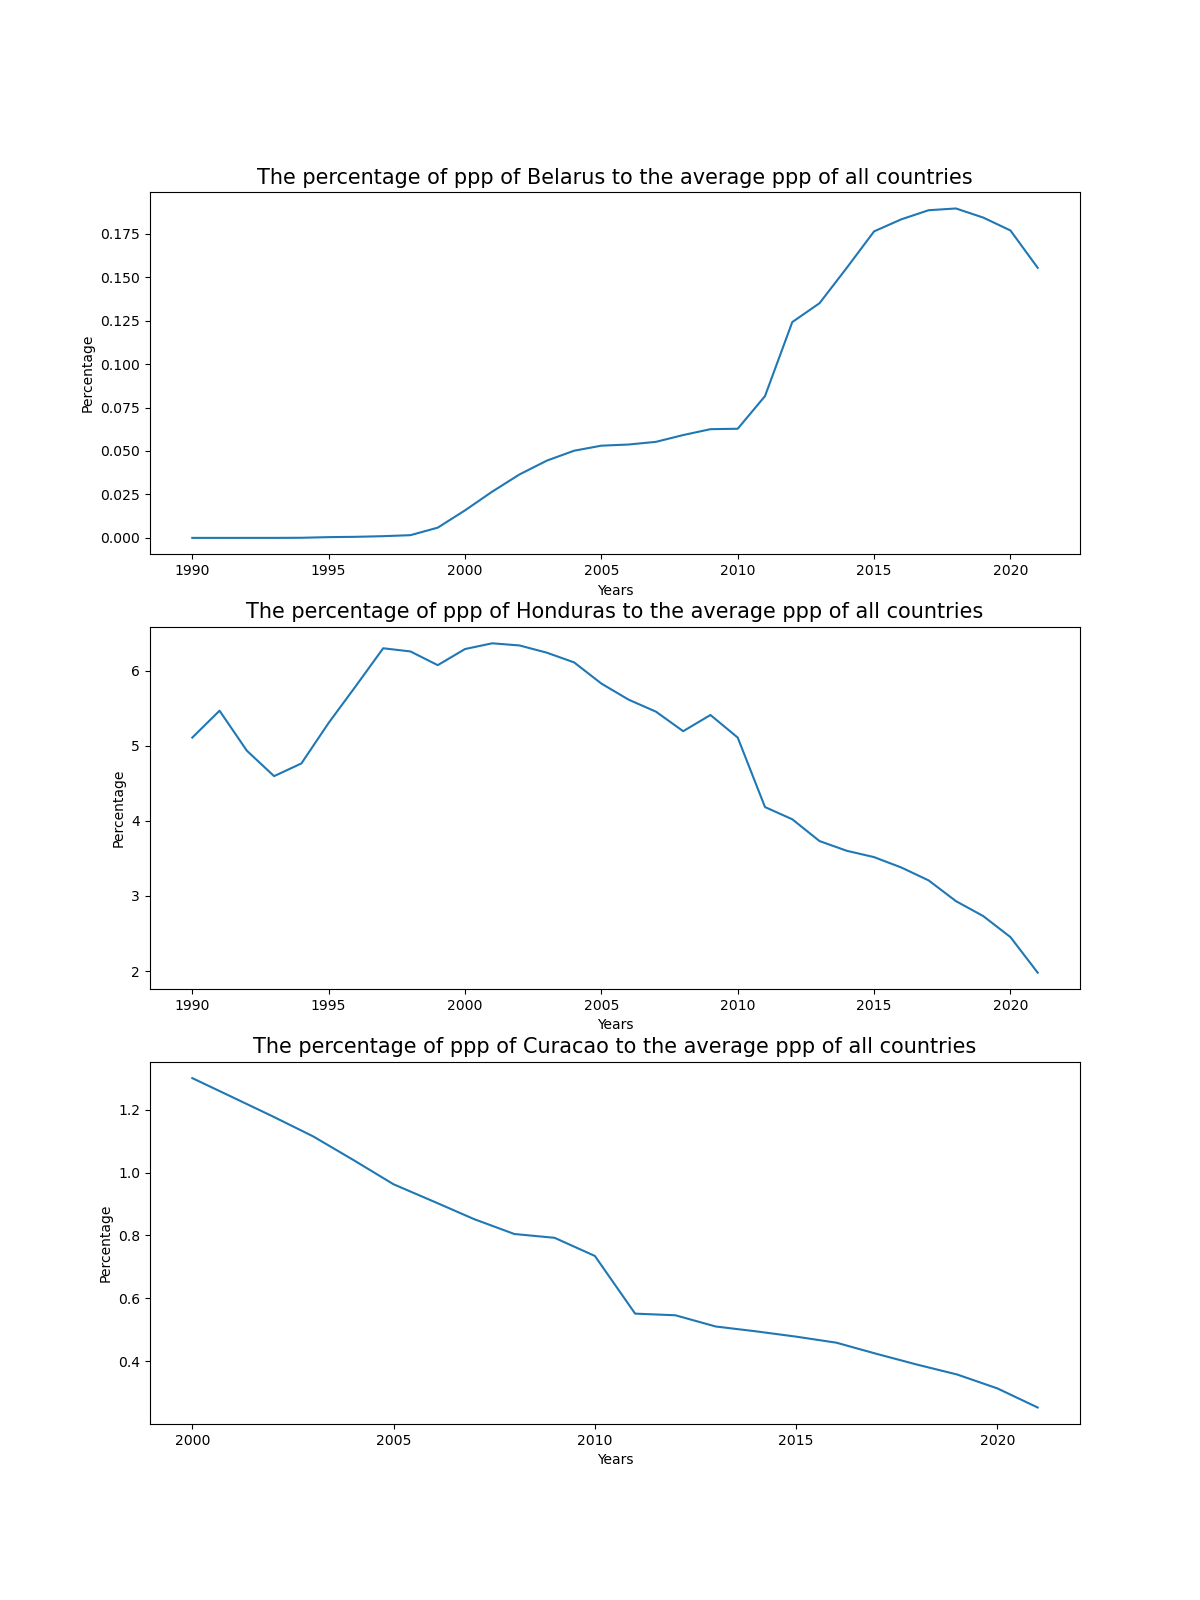 The percentage of ppp of Belarus to the average ppp of all countries
0.175
0.150
0.125
0.100
0.075
0.050
0.025
0.000
Percentage
1990 1995 2000 2005 2010 2015 2020
Years
The percentage of ppp of Honduras to the average ppp of all countries
6
5
4
3
2
Percentage
1990 1995 2000 2005 2010 2015 2020
Years
The percentage of ppp of Curacao to the average ppp of all countries
1.2
1.0
0.8
0.6
0.4
Percentage
2000 2005 2010 2015 2020
Years